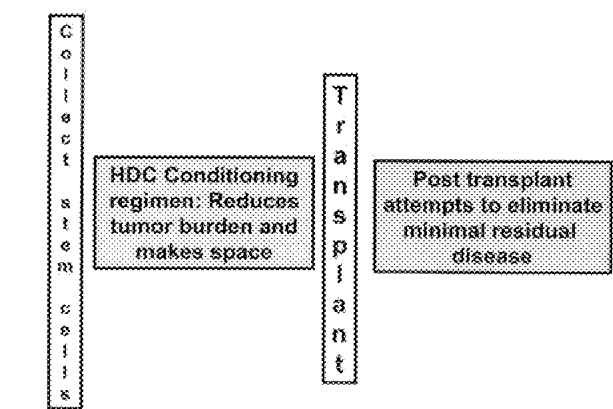 Collect stem cells
HDC Conditioning
regimen: Reduces
tumor burden and
makes space
Transplant
Post transplant
attempts to eliminate
minimal residual
disease